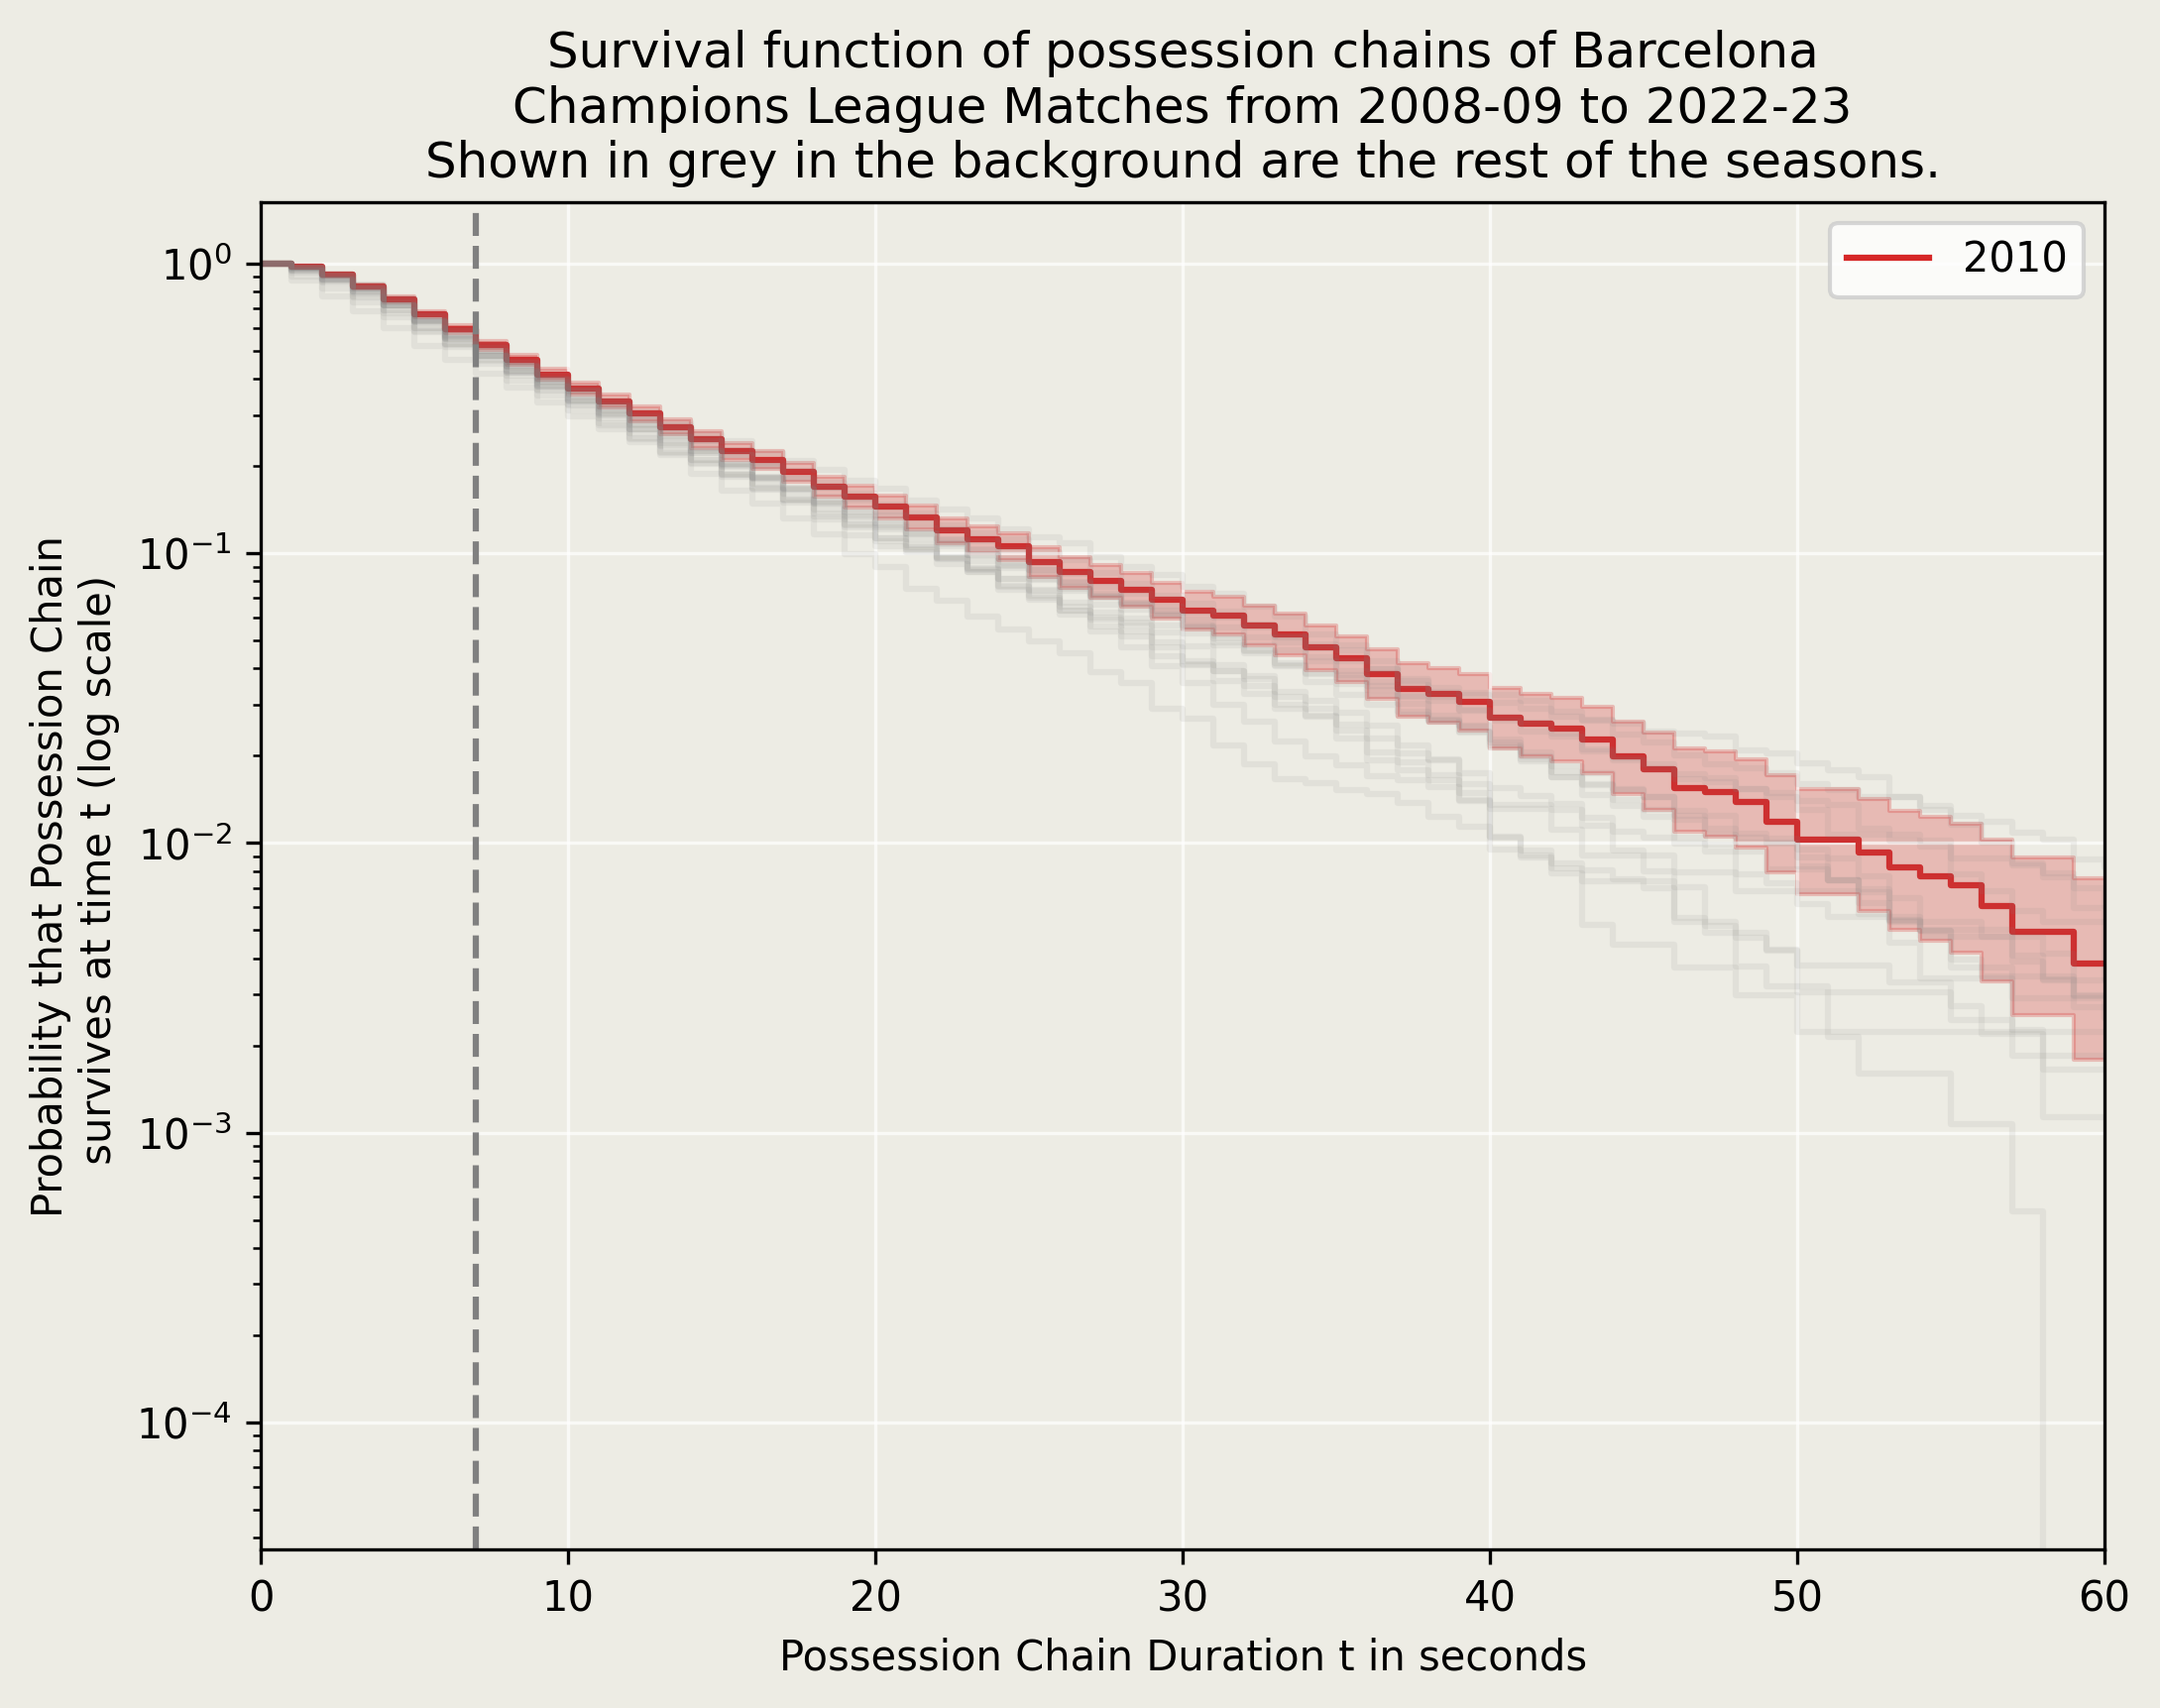 Survival function of possession chains of Barcelona
Champions League Matches from 2008-09 to 2022-23
Shown in grey in the background are the rest of the seasons.
2010
10⁰
10⁻¹
10⁻²
10⁻³
10⁻⁴
Probability that Possession Chain
survives at time t (log scale)
0 10 20 30 40 50 60
Possession Chain Duration t in seconds